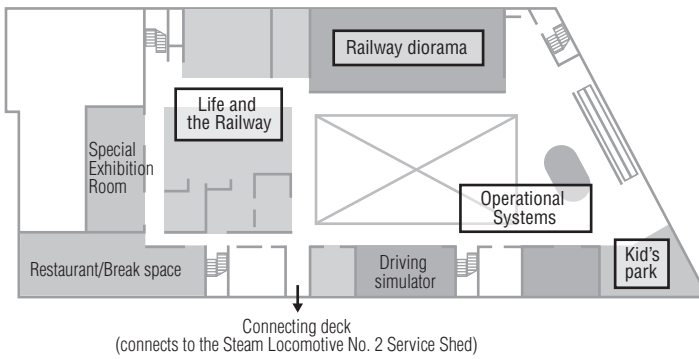 Railway diorama
Life and
the Railway
Special
Exhibition
Room
Operational
Systems
Kid's
park
Restaurant/Break space
Driving
simulator
Connecting deck
(connects to the Steam Locomotive No. 2 Service Shed)